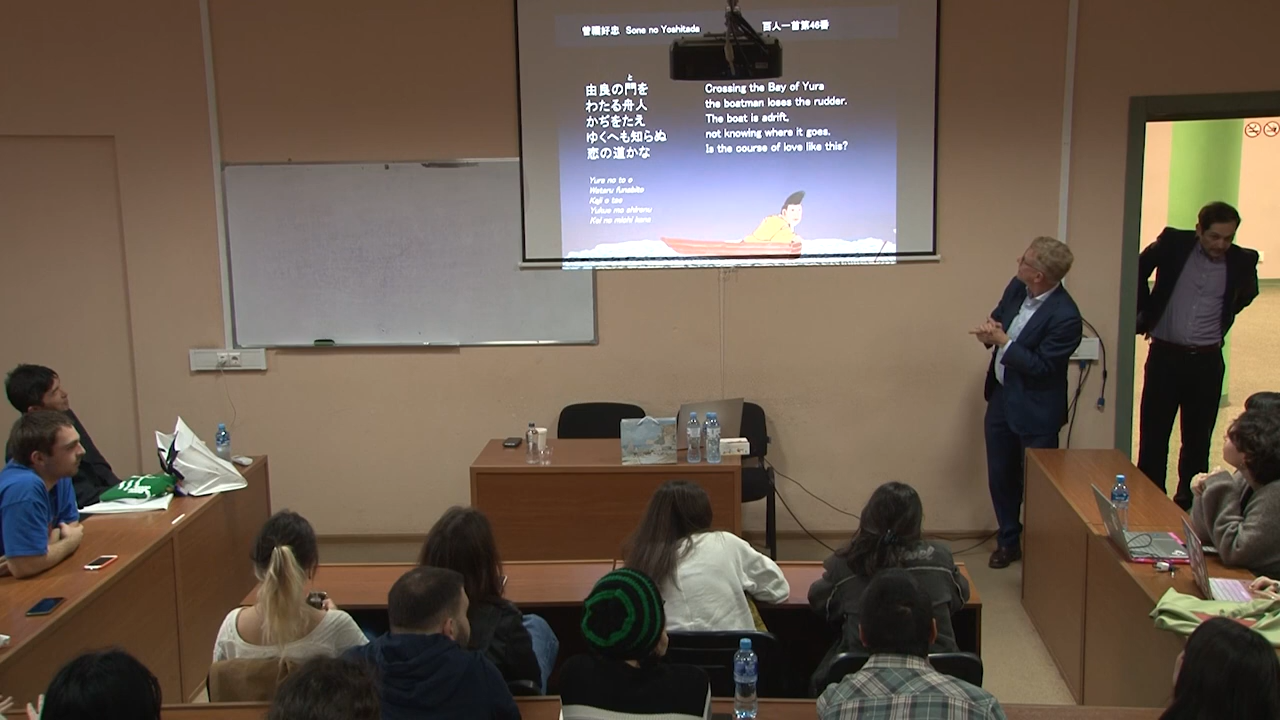 曽禰好忠 Sone no Yoshitada
百人一首第46番
と
由良の門を
わたる舟人
かぢをたえ
ゆくへも知らぬ
恋の道かな
Crossing the Bay of Yura
the boatman loses the rudder.
The boat is adrift,
not knowing where it goes.
Is the course of love like this?
Yura no to o
Wataru funabito
Kaji o tae
Yukue mo shiranu
Koi no michi kana